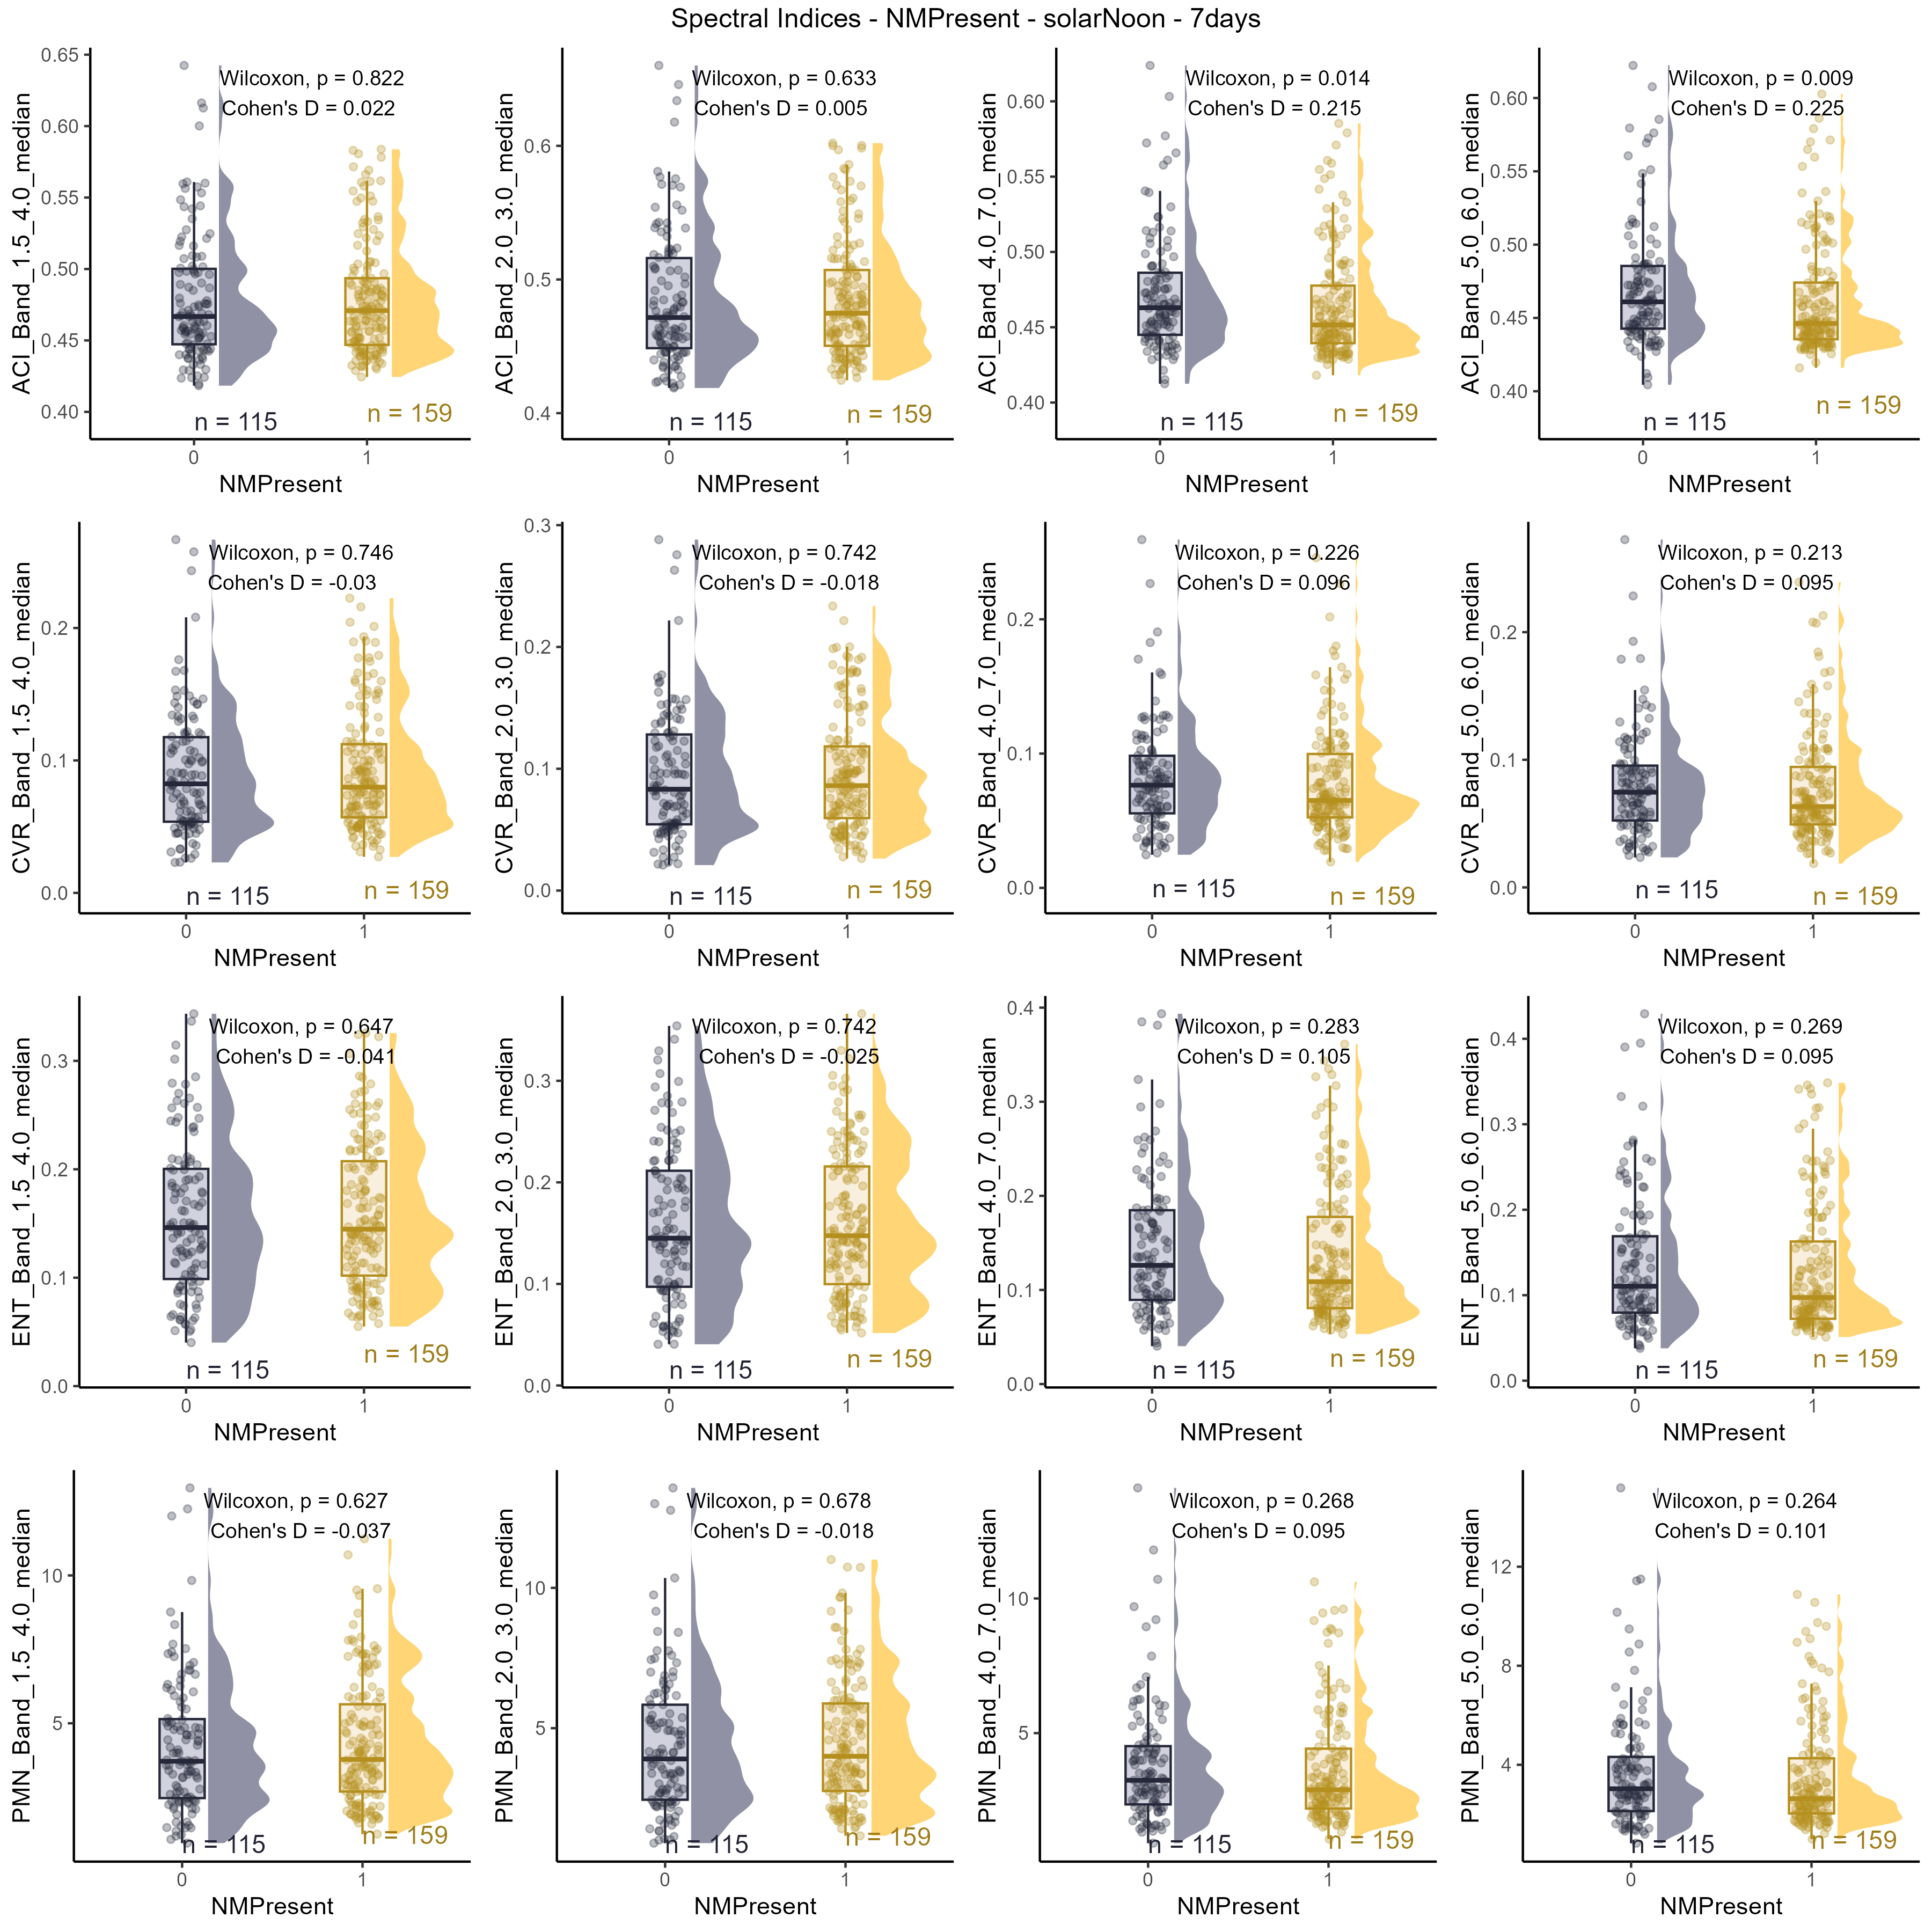 Spectral Indices - NMPresent - solarNoon - 7days
ACI_Band_1.5_4.0_median
0.65
0.60
0.55
0.50
0.45
0.40
Wilcoxon, p = 0.822
Cohen's D = 0.022
n = 115
n = 159
0
1
NMPresent
ACI_Band_2.0_3.0_median
0.6
0.5
0.4
Wilcoxon, p = 0.633
Cohen's D = 0.005
n = 115
n = 159
0
1
NMPresent
ACI_Band_4.0_7.0_median
0.60
0.55
0.50
0.45
0.40
Wilcoxon, p = 0.014
Cohen's D = 0.215
n = 115
n = 159
0
1
NMPresent
ACI_Band_5.0_6.0_median
0.60
0.55
0.50
0.45
0.40
Wilcoxon, p = 0.009
Cohen's D = 0.225
n = 115
n = 159
0
1
NMPresent
CVR_Band_1.5_4.0_median
0.2
0.1
0.0
Wilcoxon, p = 0.746
Cohen's D = -0.03
n = 115
n = 159
0
1
NMPresent
CVR_Band_2.0_3.0_median
0.3
0.2
0.1
0.0
Wilcoxon, p = 0.742
Cohen's D = -0.018
n = 115
n = 159
0
1
NMPresent
CVR_Band_4.0_7.0_median
0.2
0.1
0.0
Wilcoxon, p = 0.226
Cohen's D = 0.096
n = 115
n = 159
0
1
NMPresent
CVR_Band_5.0_6.0_median
0.2
0.1
0.0
Wilcoxon, p = 0.213
Cohen's D = 0.095
n = 115
n = 159
0
1
NMPresent
ENT_Band_1.5_4.0_median
0.3
0.2
0.1
0.0
Wilcoxon, p = 0.647
Cohen's D = -0.041
n = 115
n = 159
0
1
NMPresent
ENT_Band_2.0_3.0_median
0.3
0.2
0.1
0.0
Wilcoxon, p = 0.742
Cohen's D = -0.025
n = 115
n = 159
0
1
NMPresent
ENT_Band_4.0_7.0_median
0.4
0.3
0.2
0.1
0.0
Wilcoxon, p = 0.283
Cohen's D = 0.105
n = 115
n = 159
0
1
NMPresent
ENT_Band_5.0_6.0_median
0.4
0.3
0.2
0.1
0.0
Wilcoxon, p = 0.269
Cohen's D = 0.095
n = 115
n = 159
0
1
NMPresent
PMN_Band_1.5_4.0_median
10
5
Wilcoxon, p = 0.627
Cohen's D = -0.037
n = 115
n = 159
0
1
NMPresent
PMN_Band_2.0_3.0_median
10
5
Wilcoxon, p = 0.678
Cohen's D = -0.018
n = 115
n = 159
0
1
NMPresent
PMN_Band_4.0_7.0_median
10
5
Wilcoxon, p = 0.268
Cohen's D = 0.095
n = 115
n = 159
0
1
NMPresent
PMN_Band_5.0_6.0_median
12
8
4
Wilcoxon, p = 0.264
Cohen's D = 0.101
n = 115
n = 159
0
1
NMPresent